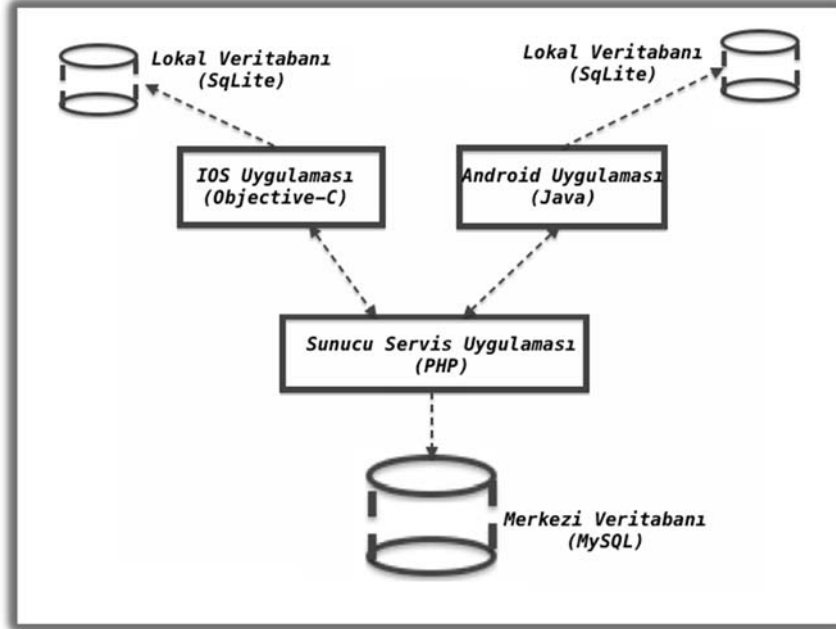 Lokal Veritabanı
(SqLite)
Lokal Veritabanı
(SqLite)
IOS Uygulaması
(Objective-C)
Android Uygulaması
(Java)
Sunucu Servis Uygulaması
(PHP)
Merkezi Veritabanı
(MySQL)